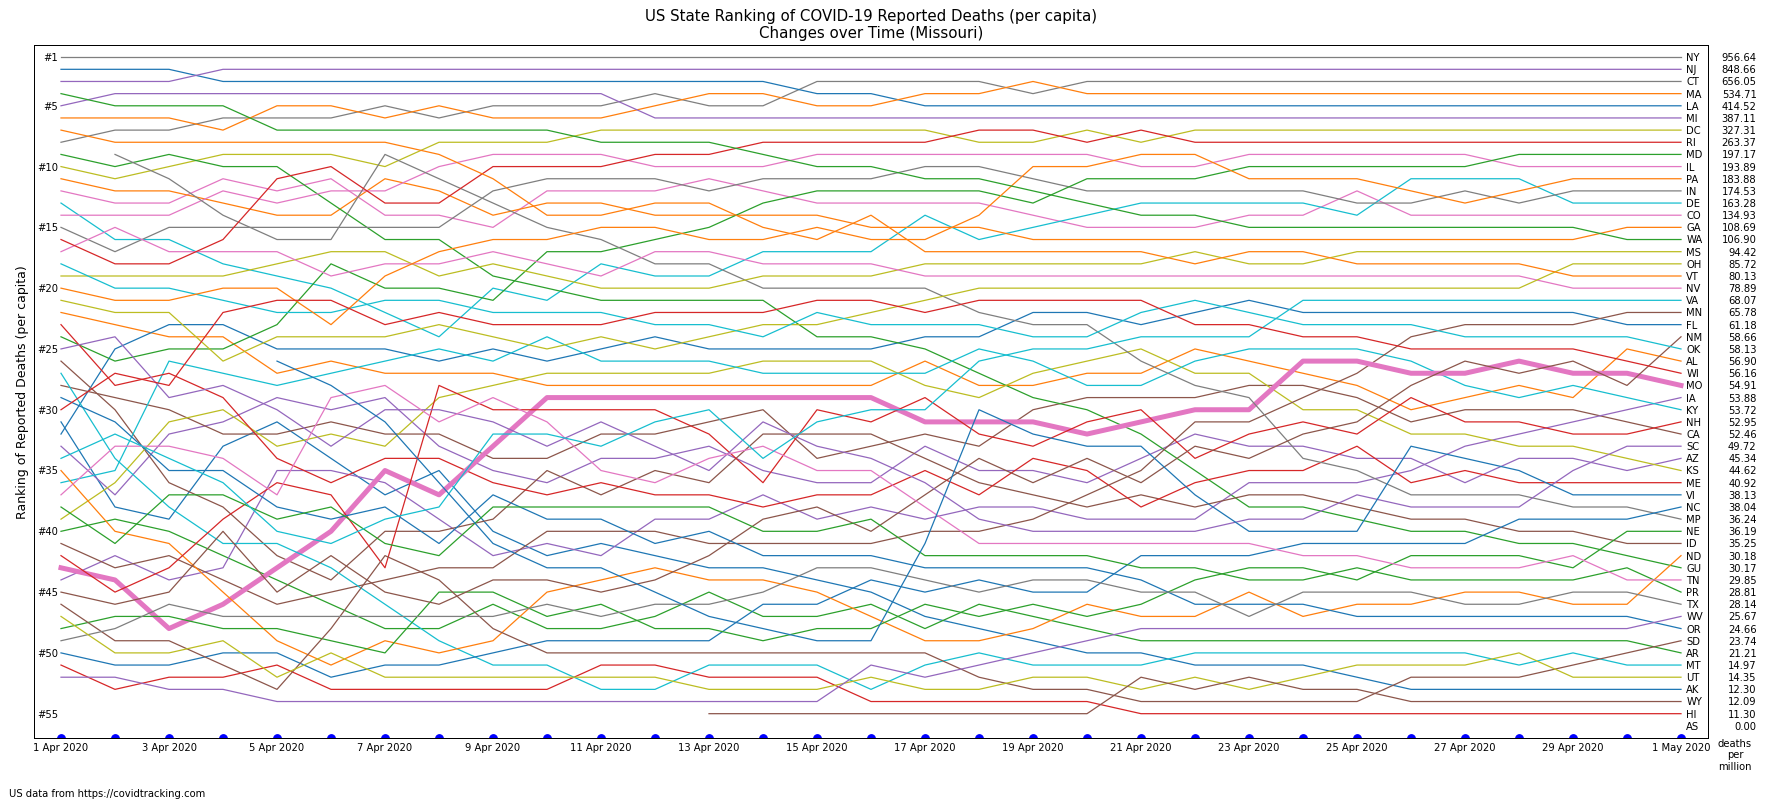 US State Ranking of COVID-19 Reported Deaths (per capita)
Changes over Time (Missouri)
Ranking of Reported Deaths (per capita)
#1
#5
#10
#15
#20
#25
#30
#35
#40
#45
#50
#55
NY 956.64
NJ 848.66
CT 656.05
MA 534.71
LA 414.52
MI 387.11
DC 327.31
RI 263.37
MD 197.17
IL 193.89
PA 183.88
IN 174.53
DE 163.28
CO 134.93
GA 108.69
WA 106.90
MS 94.42
OH 85.72
VT 80.13
NV 78.89
VA 68.07
MN 65.78
FL 61.18
NM 58.66
OK 58.13
AL 56.90
WI 56.16
MO 54.91
IA 53.88
KY 53.72
NH 52.95
CA 52.46
SC 49.72
AZ 45.34
KS 44.62
ME 40.92
VI 38.13
NC 38.04
MP 36.24
NE 36.19
ID 35.25
ND 30.18
GU 30.17
TN 29.85
PR 28.81
TX 28.14
WV 25.67
OR 24.66
SD 23.74
AR 21.21
MT 14.97
UT 14.35
AK 12.30
WY 12.09
HI 11.30
AS 0.00
1 Apr 2020 3 Apr 2020 5 Apr 2020 7 Apr 2020 9 Apr 2020 11 Apr 2020 13 Apr 2020 15 Apr 2020 17 Apr 2020 19 Apr 2020 21 Apr 2020 23 Apr 2020 25 Apr 2020 27 Apr 2020 29 Apr 2020 1 May 2020
deaths
per
million
US data from https://covidtracking.com